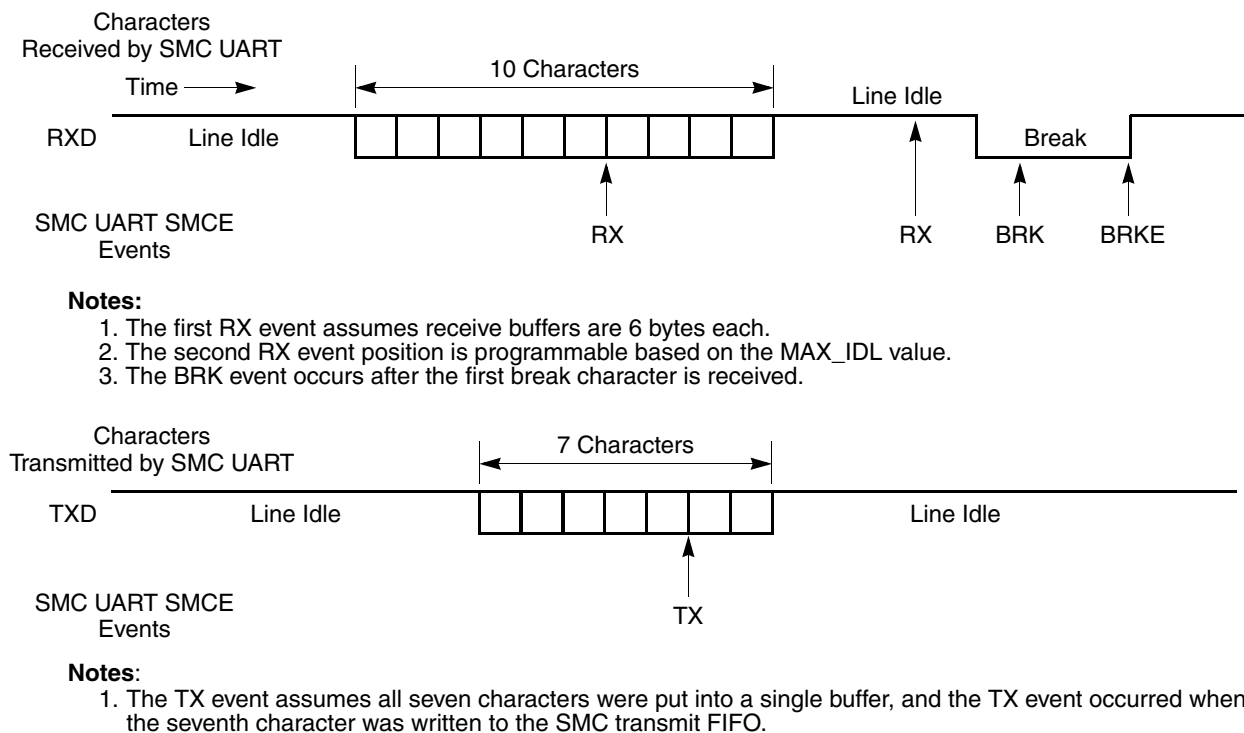 Characters
Received by SMC UART
10 Characters
Time
Line Idle
RXD
Line Idle
Break
SMC UART SMCE
Events
RX
RX
BRK
BRKE
Notes:
1. The first RX event assumes receive buffers are 6 bytes each.
2. The second RX event position is programmable based on the MAX_IDL value.
3. The BRK event occurs after the first break character is received.
Characters
Transmitted by SMC UART
7 Characters
TXD
Line Idle
Line Idle
SMC UART SMCE
Events
TX
Notes:
1. The TX event assumes all seven characters were put into a single buffer, and the TX event occurred when
the seventh character was written to the SMC transmit FIFO.